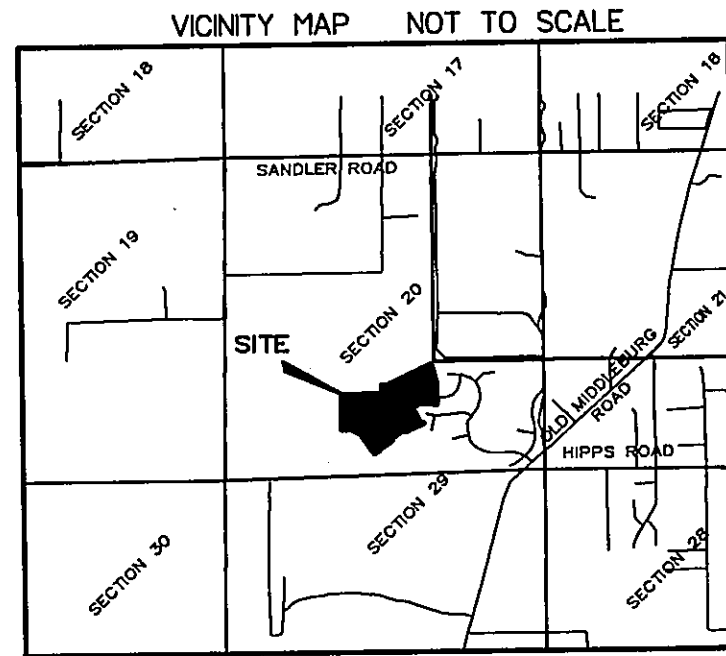 VICINITY MAP NOT TO SCALE
SECTION 18
SECTION 17
SECTION 16
SANDLER ROAD
SECTION 19
SECTION 20
SECTION 21
SITE
OLD MIDDLEBURG
ROAD
HIPPS ROAD
SECTION 29
SECTION 30
SECTION 28